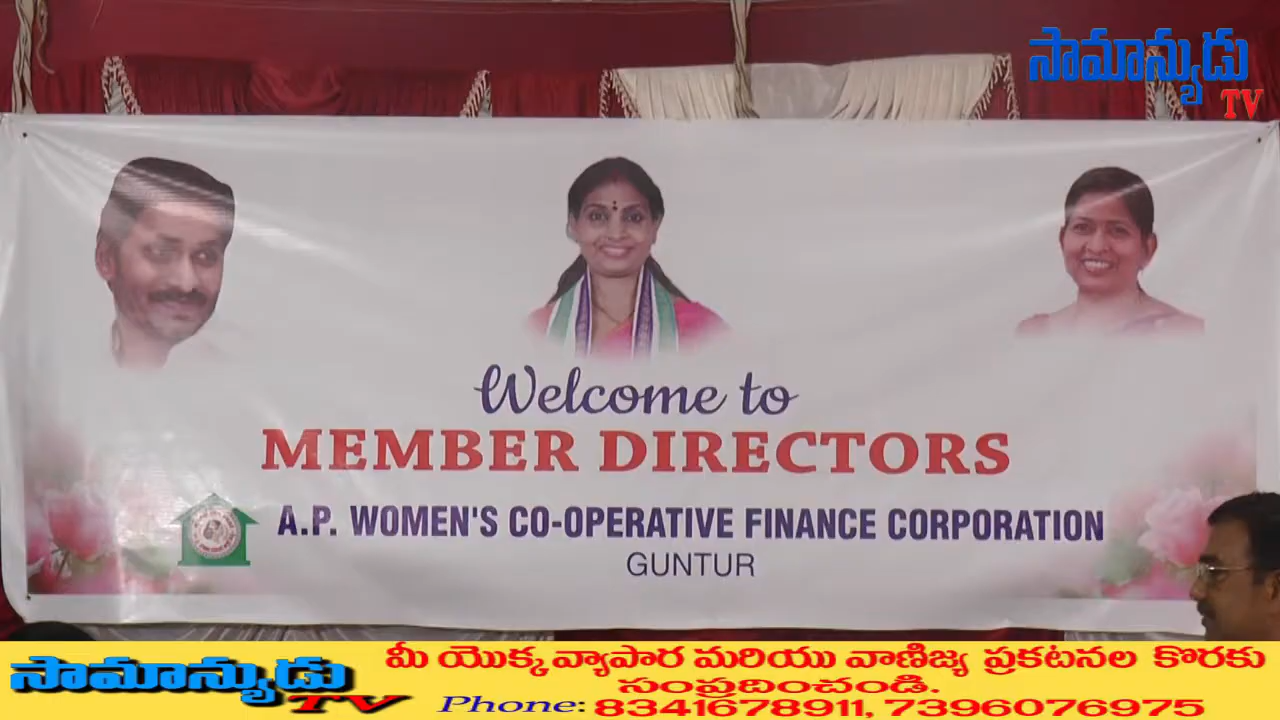 సామాన్యుడు
TV
Welcome to
MEMBER DIRECTORS
A.P. WOMEN'S CO-OPERATIVE FINANCE CORPORATION
GUNTUR
సామాన్యుడు TV
మీ యొక్క వ్యాపార మరియు వాణిజ్య ప్రకటనల కొరకు
సంప్రదించండి.
Phone: 8341678911, 7396076975